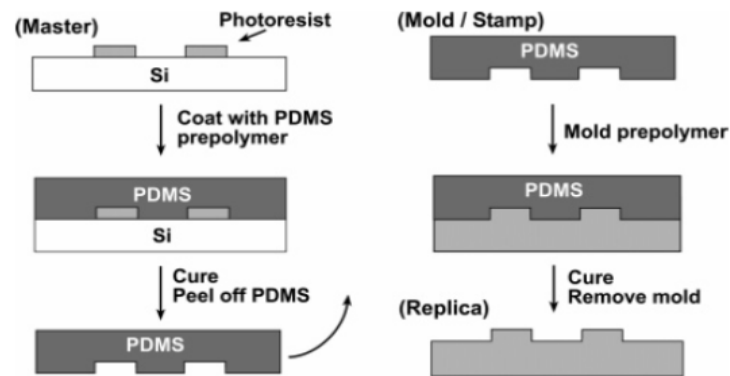 (Master)
Photoresist
Si
Coat with PDMS
prepolymer
PDMS
Si
Cure
Peel off PDMS
PDMS
(Mold / Stamp)
PDMS
Mold prepolymer
PDMS
Cure
Remove mold
(Replica)